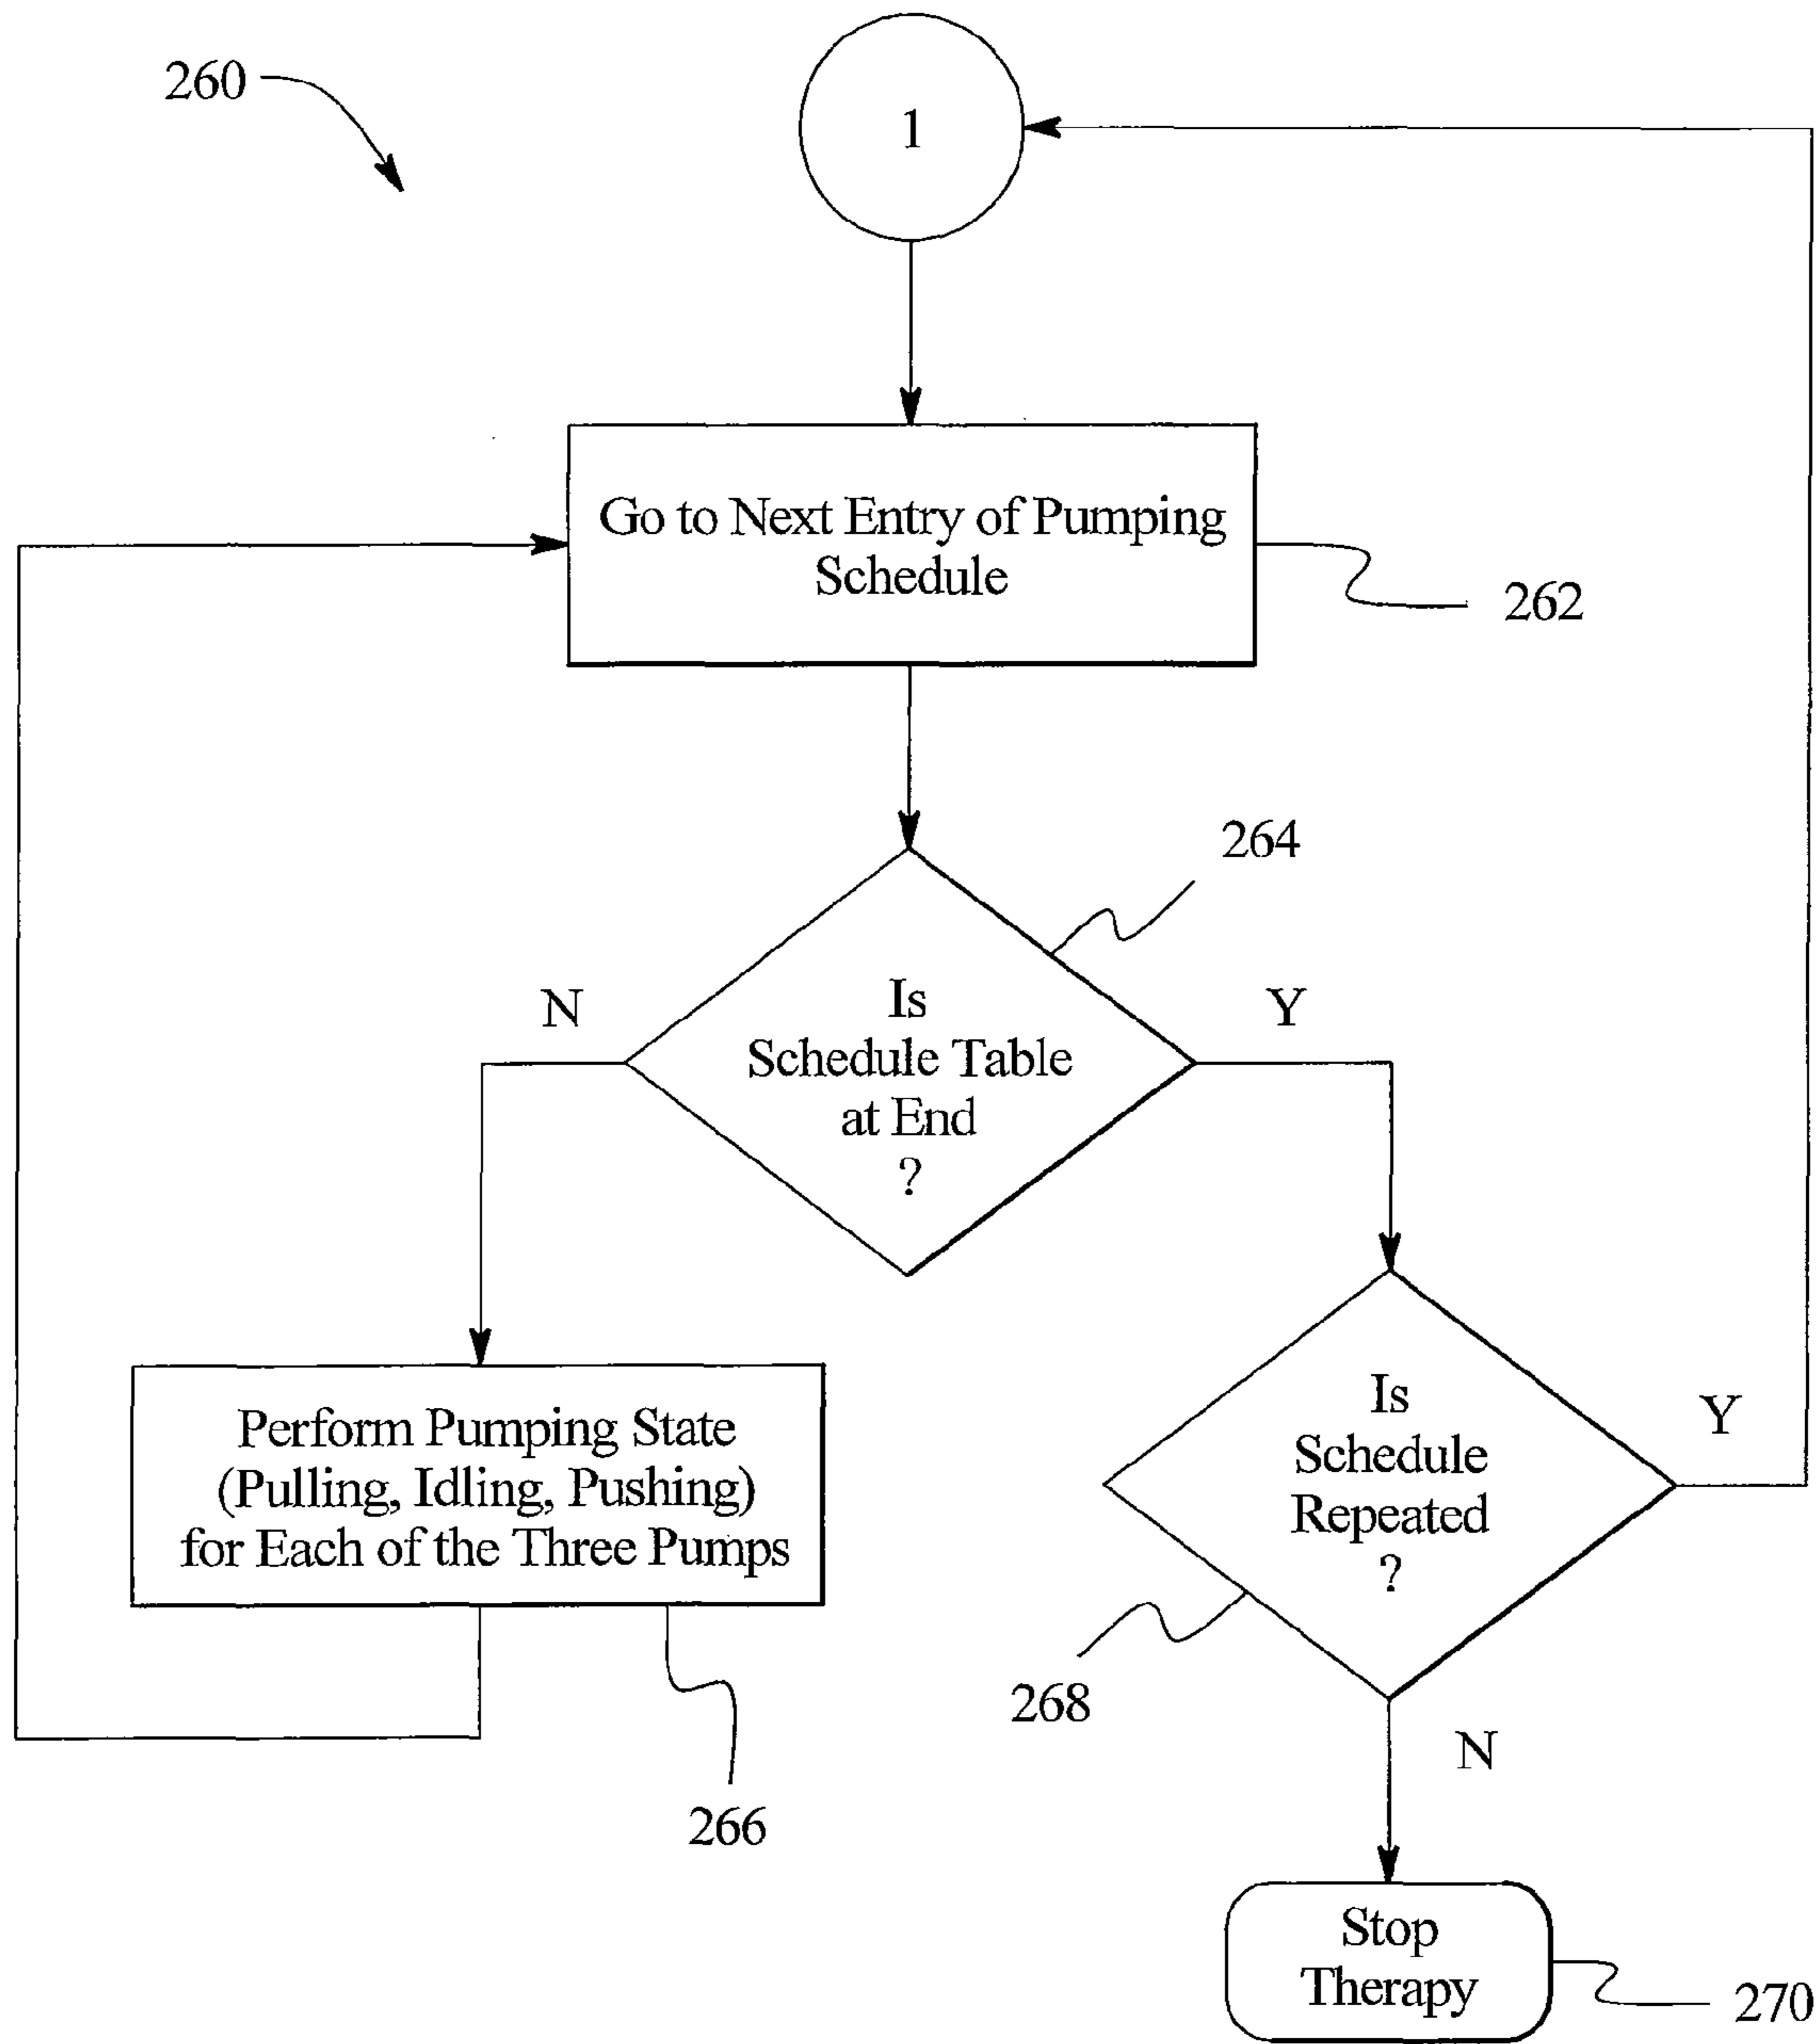 260
1
Go to Next Entry of Pumping
Schedule
262
264
N
Is
Schedule Table
at End
?
Y
Perform Pumping State
(Pulling, Idling, Pushing)
for Each of the Three Pumps
266
Is
Schedule
Repeated
?
Y
268
N
Stop
Therapy
270